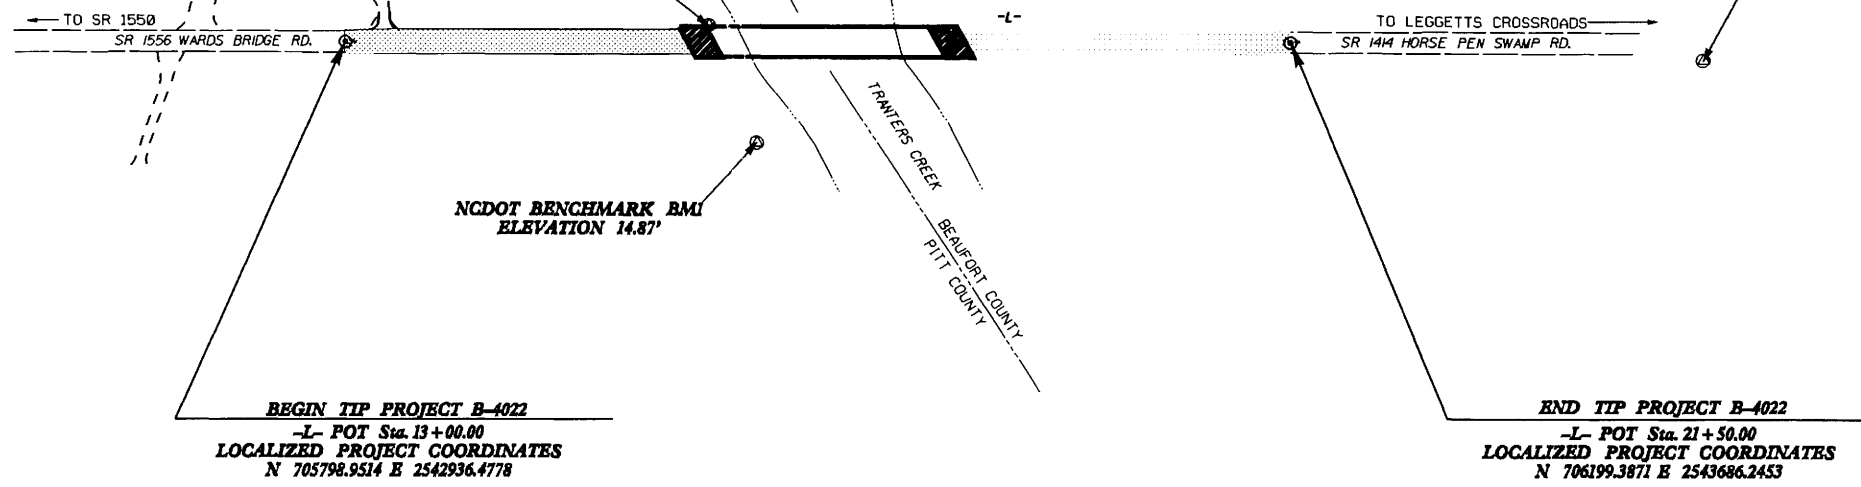 TO SR 1550
SR 1556 WARDS BRIDGE RD.
-L-
TO LEGGETTS CROSSROADS
SR 1414 HORSE PEN SWAMP RD.
TRANTERS CREEK
NCDOT BENCHMARK BM1
ELEVATION 14.87'
BEAUFORT COUNTY
PITT COUNTY
BEGIN TIP PROJECT B-4022
-L- POT Sta. 13+00.00
LOCALIZED PROJECT COORDINATES
N 705798.9514 E 2542936.4778
END TIP PROJECT B-4022
-L- POT Sta. 21+50.00
LOCALIZED PROJECT COORDINATES
N 706199.3871 E 2543686.2453